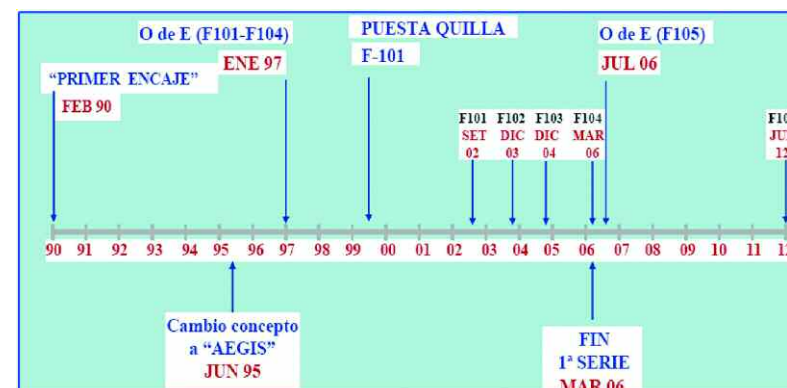 O de E (F101-F104)
ENE 97
PUESTA QUILLA
F-101
O de E (F105)
JUL 06
“PRIMER ENCAJE”
FEB 90
F101 F102 F103 F104
SET DIC DIC MAR
02 03 04 06
12
90 91 92 93 94 95 96 97 98 99 00 01 02 03 04 05 06 07 08 09 10 11
Cambio concepto
a “AEGIS”
JUN 95
FIN
1ª SERIE
MAR 06